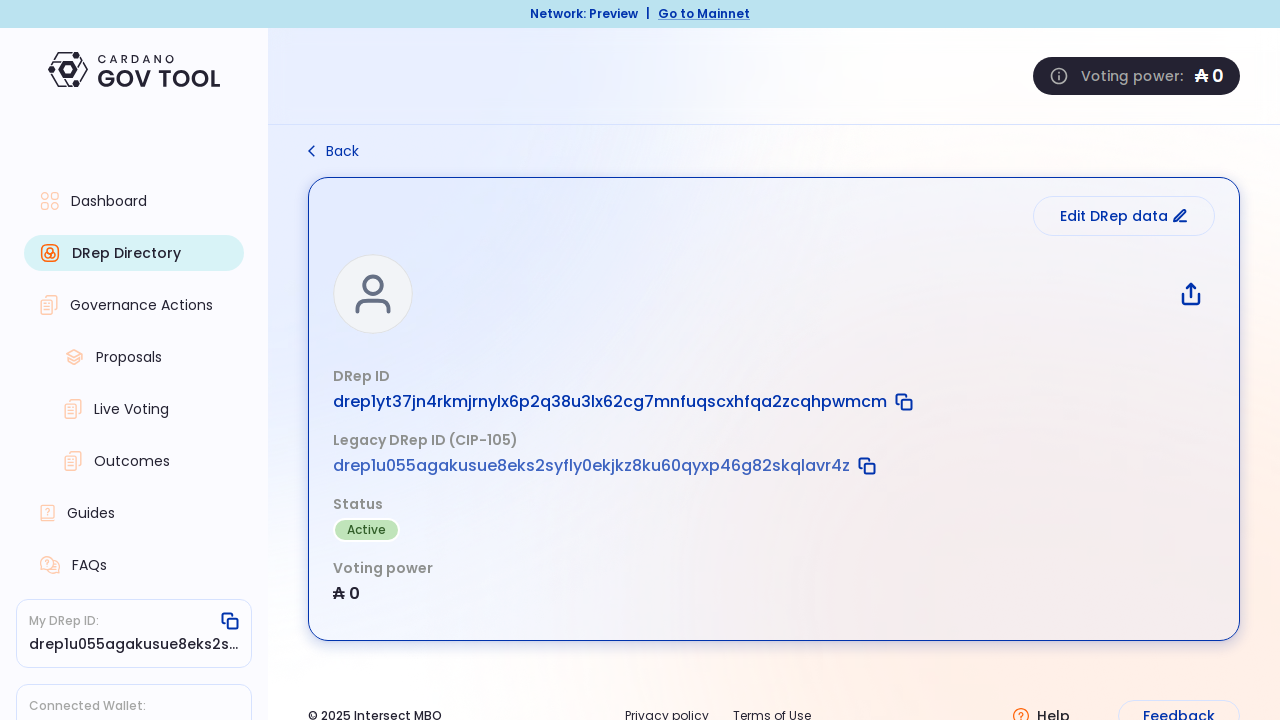 Network: Preview | Go to Mainnet
CARDANO
GOV TOOL
Voting power: ₳ 0
Back
Dashboard
DRep Directory
Governance Actions
Proposals
Live Voting
Outcomes
Guides
FAQs
My DRep ID:
drep1u055agakusue8eks2s...
Connected Wallet:
Edit DRep data
DRep ID
drep1yt37jn4rkmjrnylx6p2q38u3lx62cg7mnfuqscxhfqa2zcqhpwmcm
Legacy DRep ID (CIP-105)
drep1u055agakusue8eks2syfly0ekjkz8ku60qyxp46g82skqlavr4z
Status
Active
Voting power
₳ 0
© 2025 Intersect MBO
Privacy policy
Terms of Use
Help
Feedback